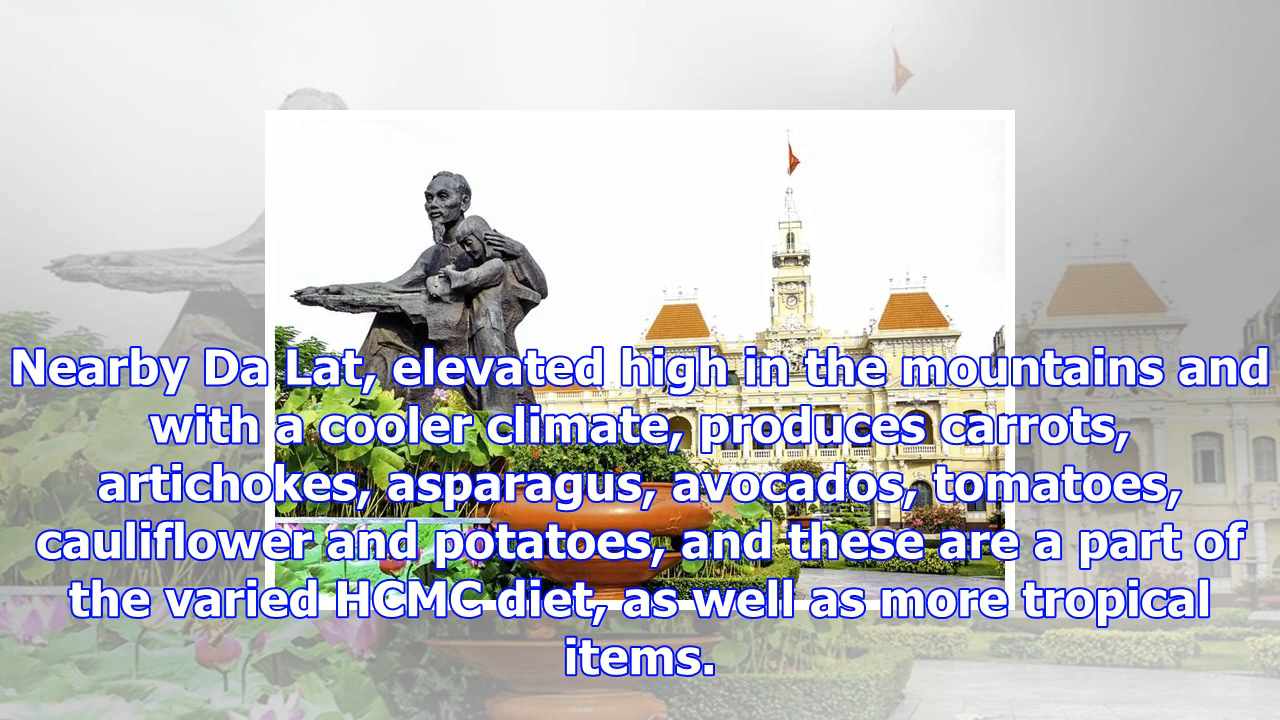 Nearby Da Lat, elevated high in the mountains and
with a cooler climate, produces carrots,
artichokes, asparagus, avocados, tomatoes,
cauliflower and potatoes, and these are a part of
the varied HCMC diet, as well as more tropical
items.